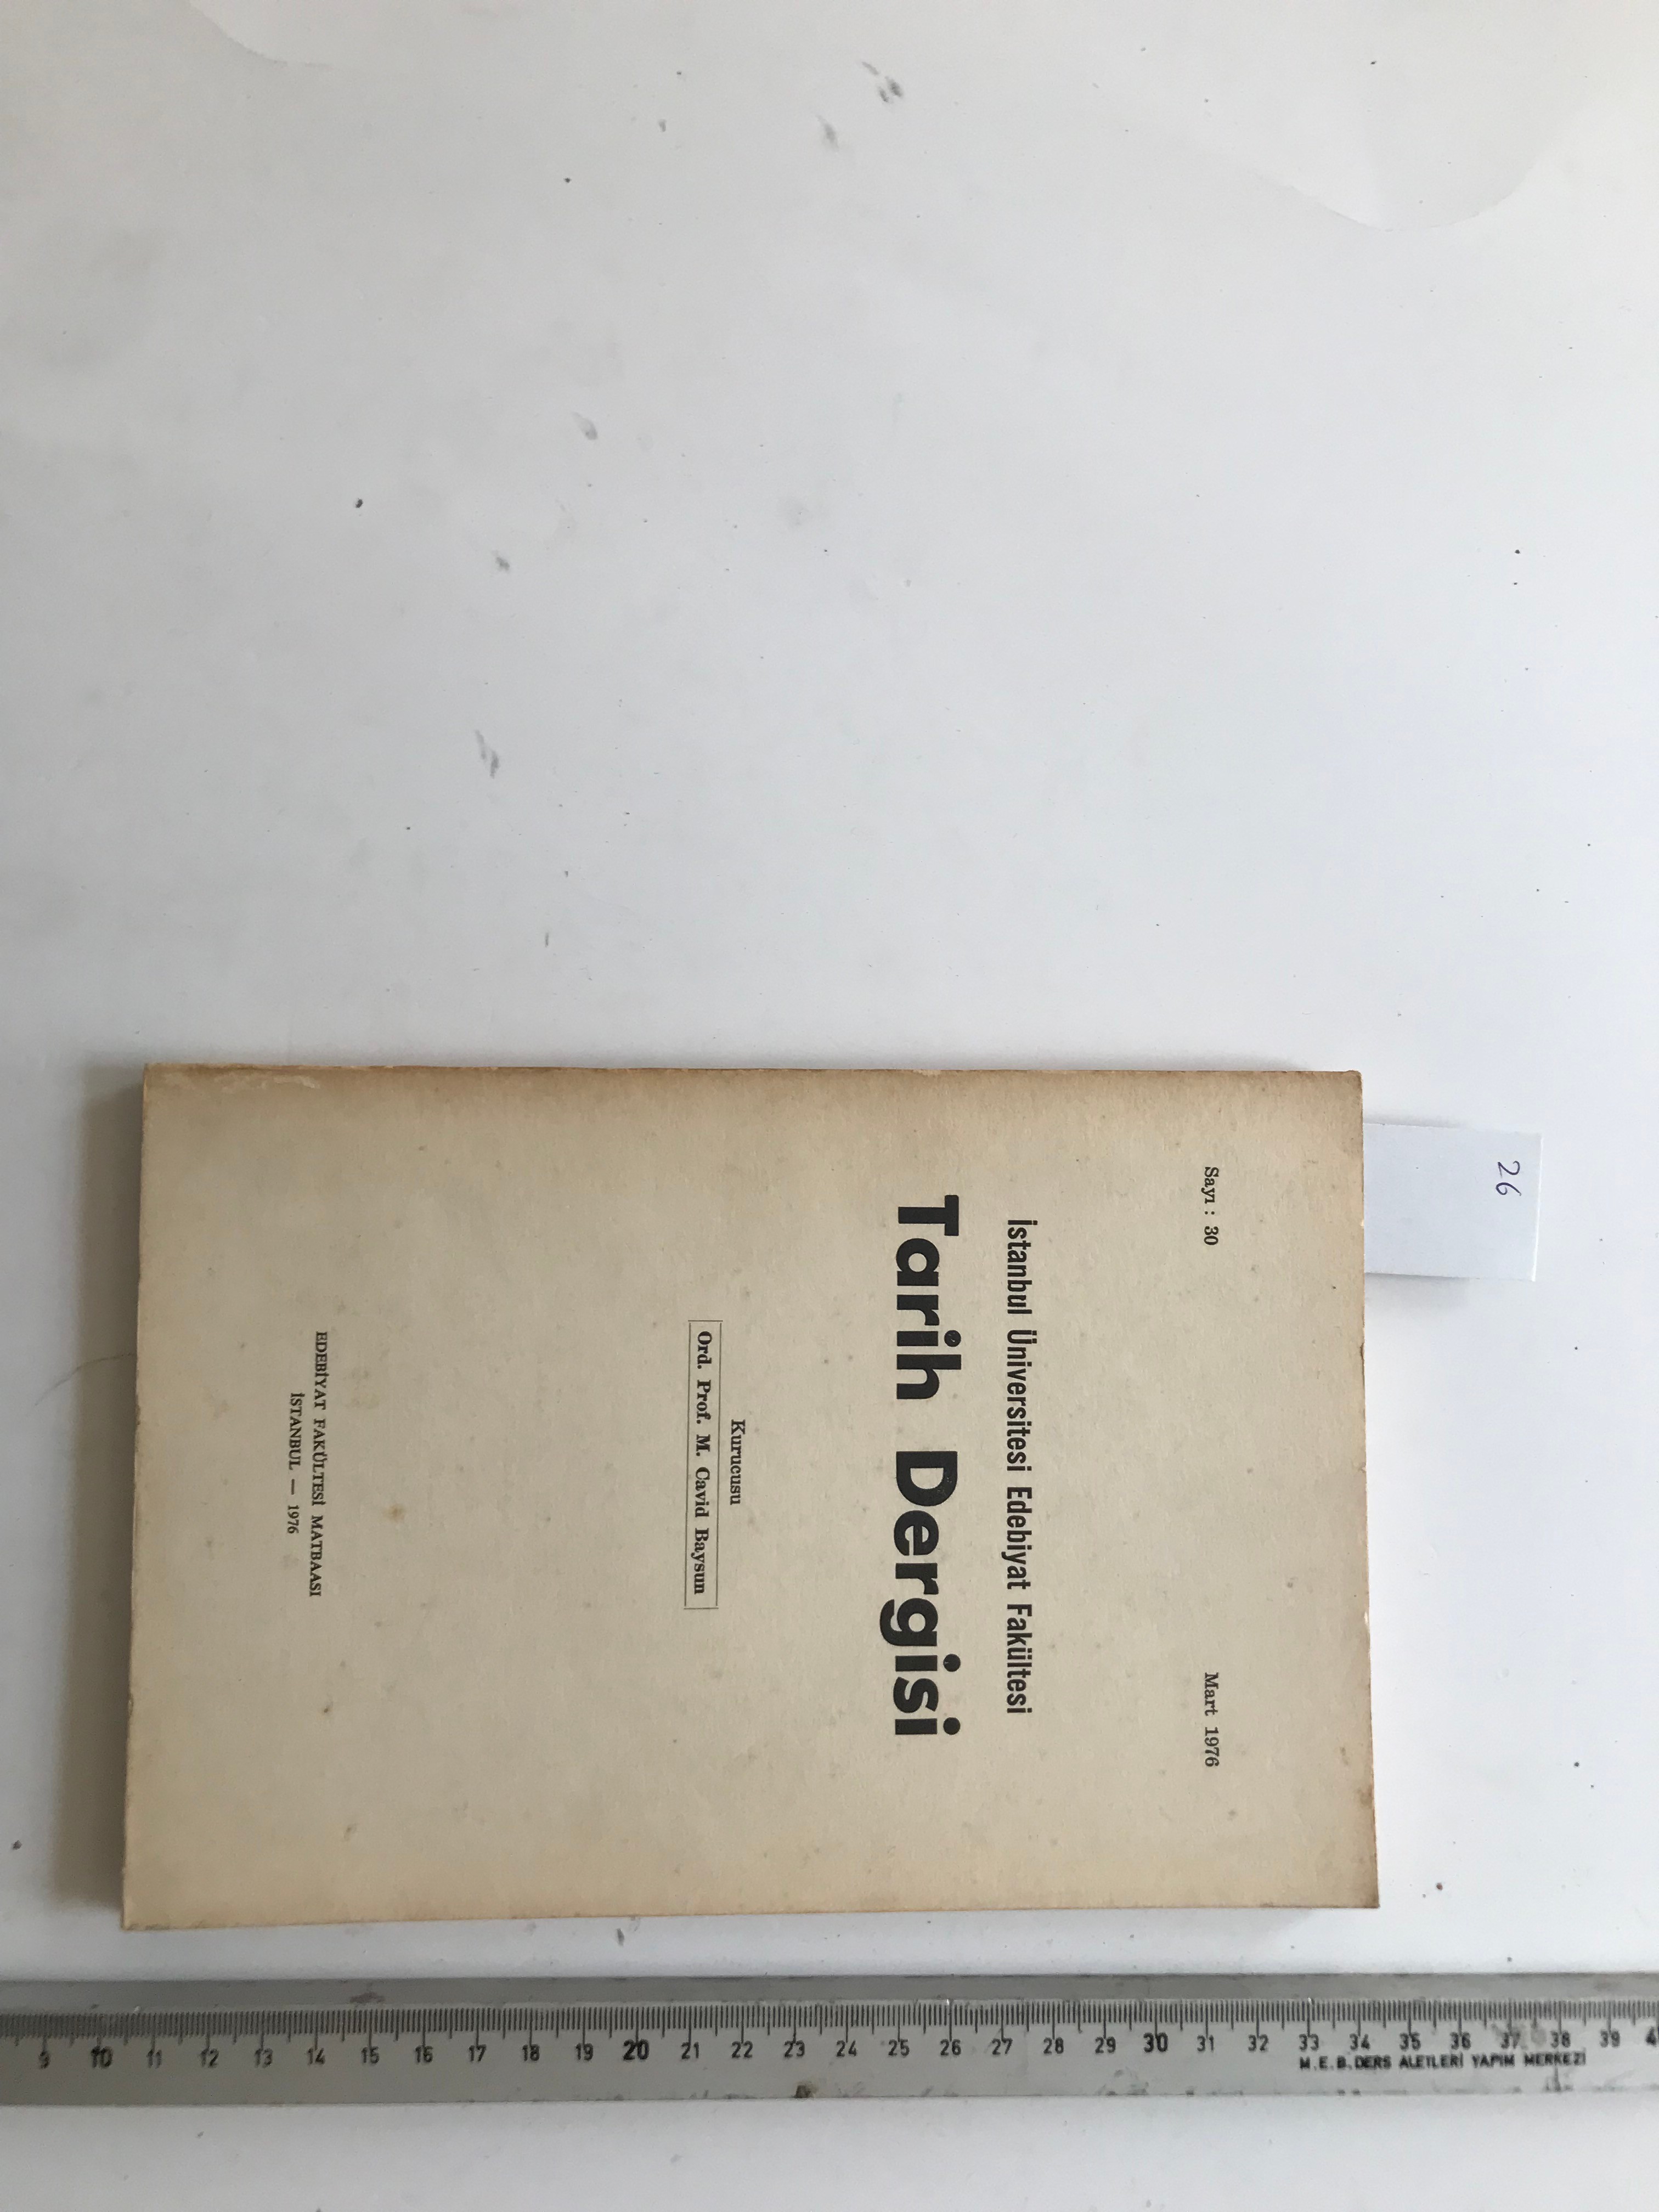 26
Sayı : 30
Mart 1976
İstanbul Üniversitesi Edebiyat Fakültesi
Tarih Dergisi
Kurucusu
Ord. Prof. M. Cavid Baysun
EDEBİYAT FAKÜLTESİ MATBAASI
İSTANBUL — 1976
9 10 11 12 13 14 15 16 17 18 19 20 21 22 23 24 25 26 27 28 29 30 31 32 33 34 35 36 37 38 39
M.E.B. DERS ALETLERİ YAPIM MERKEZİ